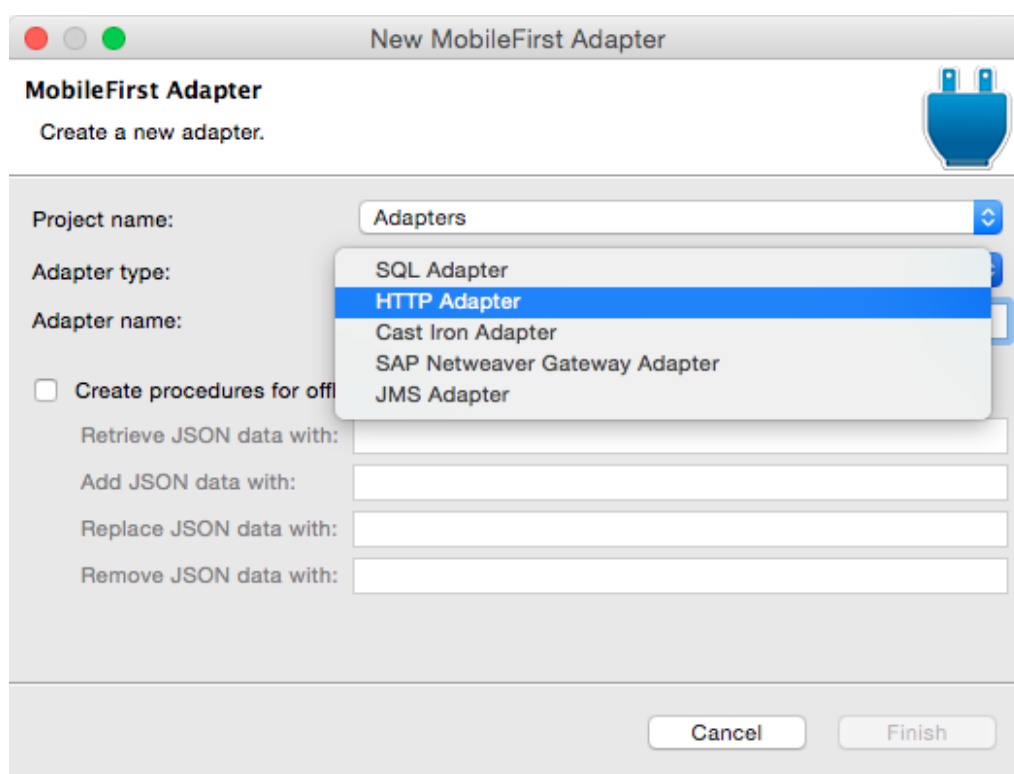 New MobileFirst Adapter
MobileFirst Adapter
Create a new adapter.
Project name: Adapters
Adapter type:
SQL Adapter
HTTP Adapter
Adapter name:
Cast Iron Adapter
SAP Netweaver Gateway Adapter
Create procedures for offl
JMS Adapter
Retrieve JSON data with:
Add JSON data with:
Replace JSON data with:
Remove JSON data with:
Cancel Finish